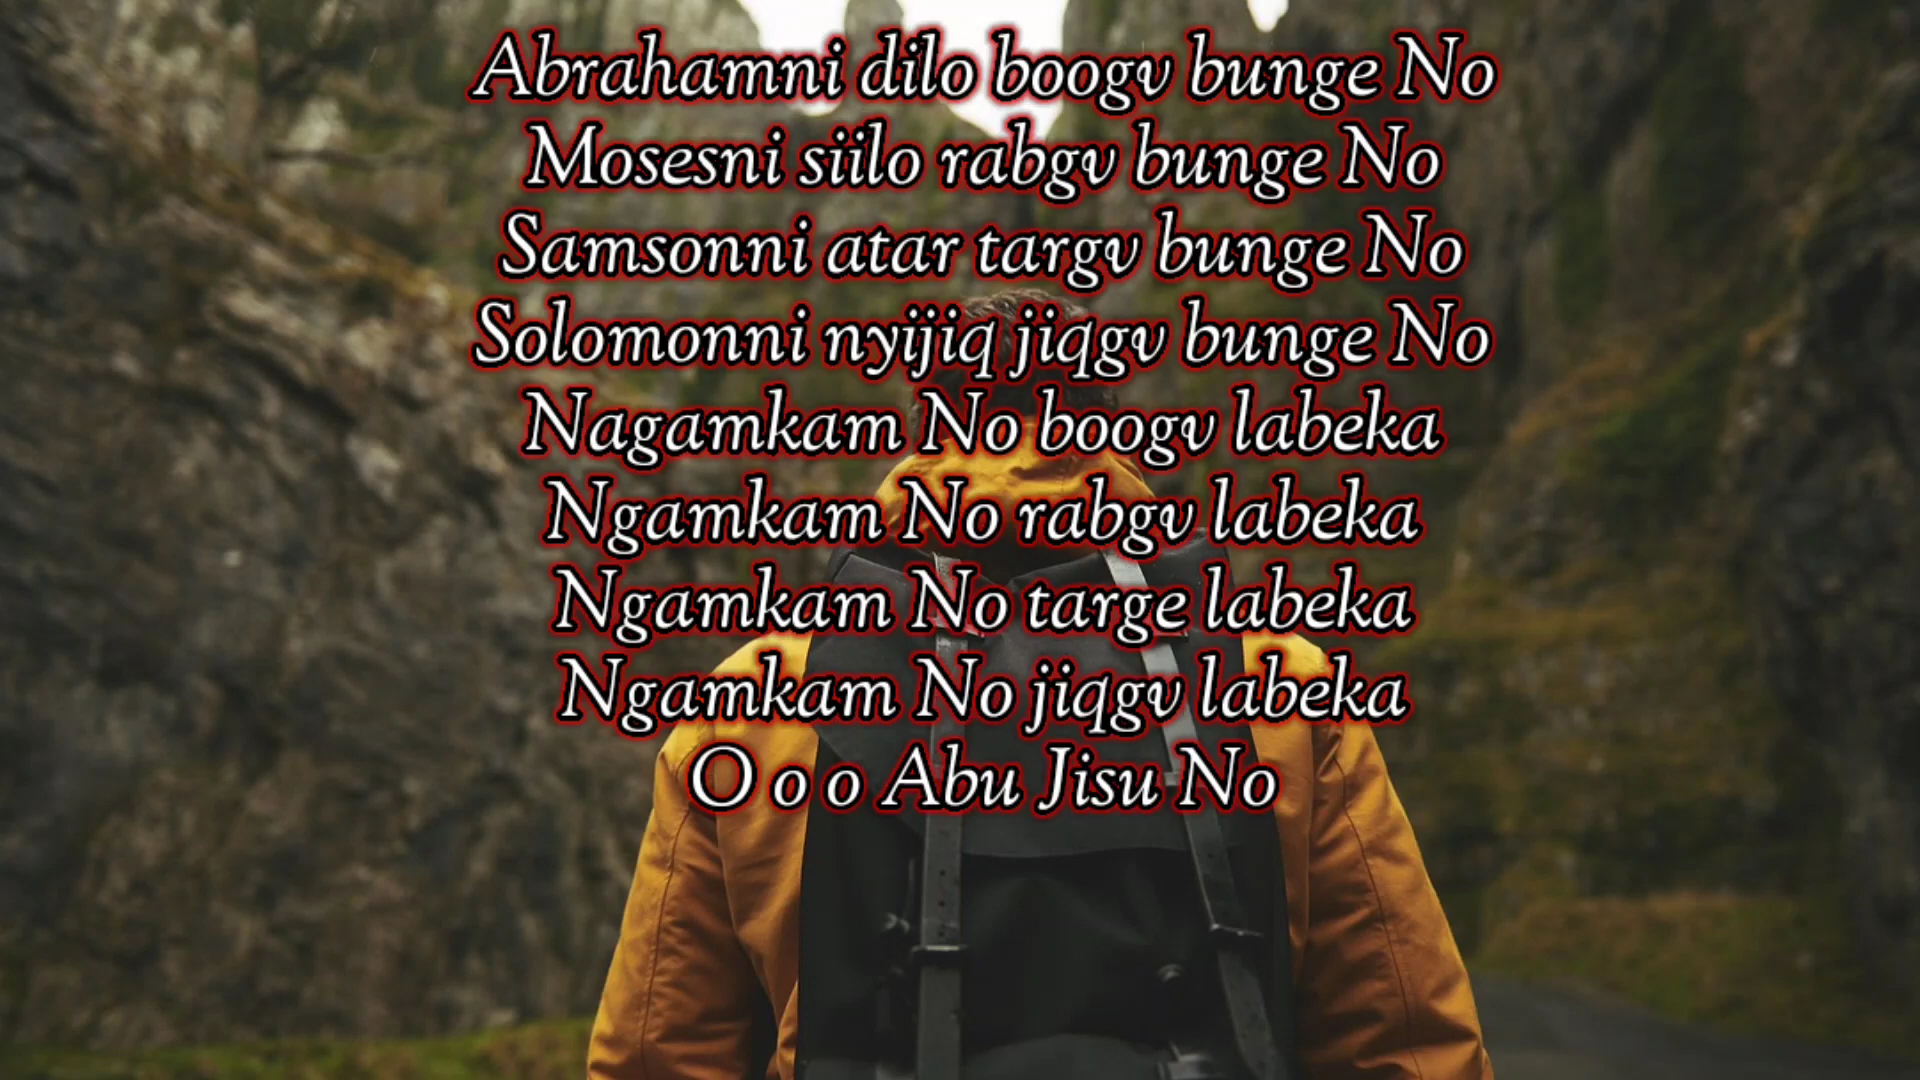 Abrahamni dilo boogv bunge No
Mosesni siilo rabgv bunge No
Samsonni atar targv bunge No
Solomonni nyijiq jiqgv bunge No
Nagamkam No boogv labeka
Ngamkam No rabgv labeka
Ngamkam No targe labeka
Ngamkam No jiqgv labeka
O o o Abu Jisu No